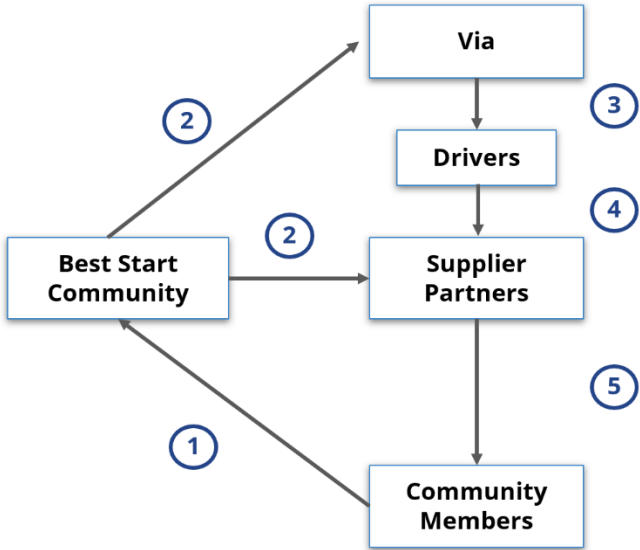 Via
3
2
Drivers
4
2
Best Start
Community
Supplier
Partners
5
1
Community
Members